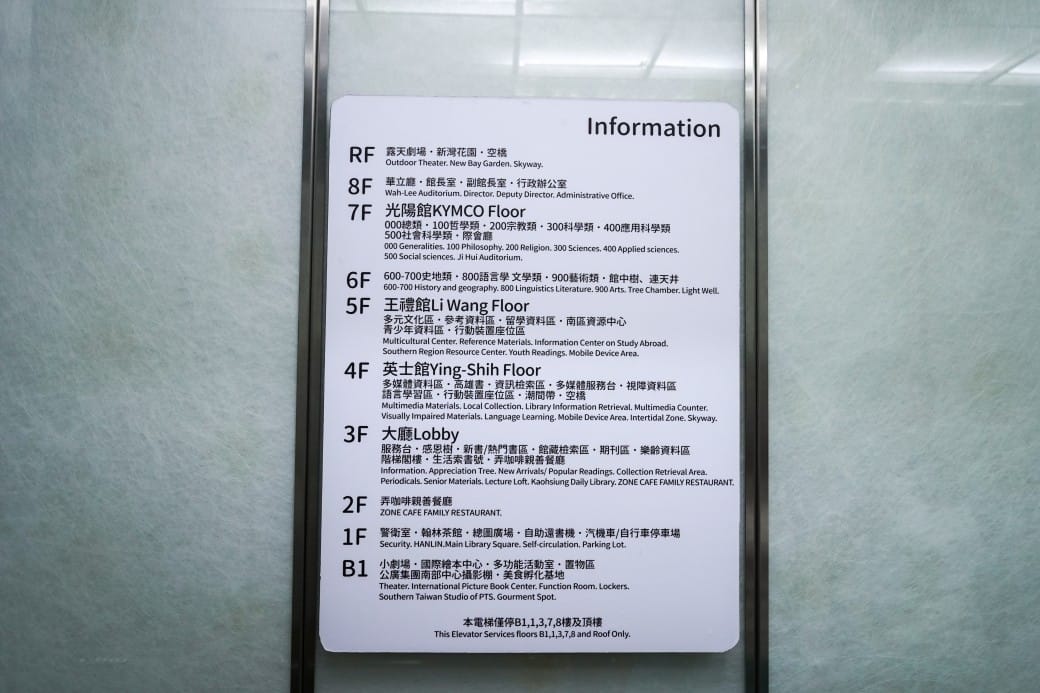 Information
RF 露天劇場・新灣花園・空橋
Outdoor Theater. New Bay Garden. Skyway.
8F 華立廳・館長室・副館長室・行政辦公室
Wah-Lee Auditorium. Director. Deputy Director. Administrative Office.
7F 光陽館KYMCO Floor
000總類・100哲學類・200宗教類・300科學類・400應用科學類
500社會科學類・際會廳
000 Generalities. 100 Philosophy. 200 Religion. 300 Sciences. 400 Applied sciences.
500 Social sciences. Ji Hui Auditorium.
6F 600-700史地類・800語言學 文學類・900藝術類・館中樹、連天井
600-700 History and geography. 800 Linguistics Literature. 900 Arts. Tree Chamber. Light Well.
5F 王禮館Li Wang Floor
多元文化區・參考資料區・留學資料區・南區資源中心
青少年資料區・行動裝置座位區
Multicultural Center. Reference Materials. Information Center on Study Abroad.
Southern Region Resource Center. Youth Readings. Mobile Device Area.
4F 英士館Ying-Shih Floor
多媒體資料區・高雄書・資訊檢索區・多媒體服務台・視障資料區
語言學習區・行動裝置座位區・潮間帶・空橋
Multimedia Materials. Local Collection. Library Information Retrieval. Multimedia Counter.
Visually Impaired Materials. Language Learning. Mobile Device Area. Intertidal Zone. Skyway.
3F 大廳Lobby
服務台・感恩樹・新書/熱門書區・館藏檢索區・期刊區・樂齡資料區
階梯閣樓・生活索書號・弄咖啡親善餐廳
Information. Appreciation Tree. New Arrivals/ Popular Readings. Collection Retrieval Area.
Periodicals. Senior Materials. Lecture Loft. Kaohsiung Daily Library. ZONE CAFE FAMILY RESTAURANT.
2F 弄咖啡親善餐廳
ZONE CAFE FAMILY RESTAURANT.
1F 警衛室・翰林茶館・總圖廣場・自助還書機・汽機車/自行車停車場
Security. HANLIN.Main Library Square. Self-circulation. Parking Lot.
B1 小劇場・國際繪本中心・多功能活動室・置物區
公廣集團南部中心攝影棚・美食孵化基地
Theater. International Picture Book Center. Function Room. Lockers.
Southern Taiwan Studio of PTS. Gourment Spot.
本電梯僅停B1,1,3,7,8樓及頂樓
This Elevator Services floors B1,1,3,7,8 and Roof Only.